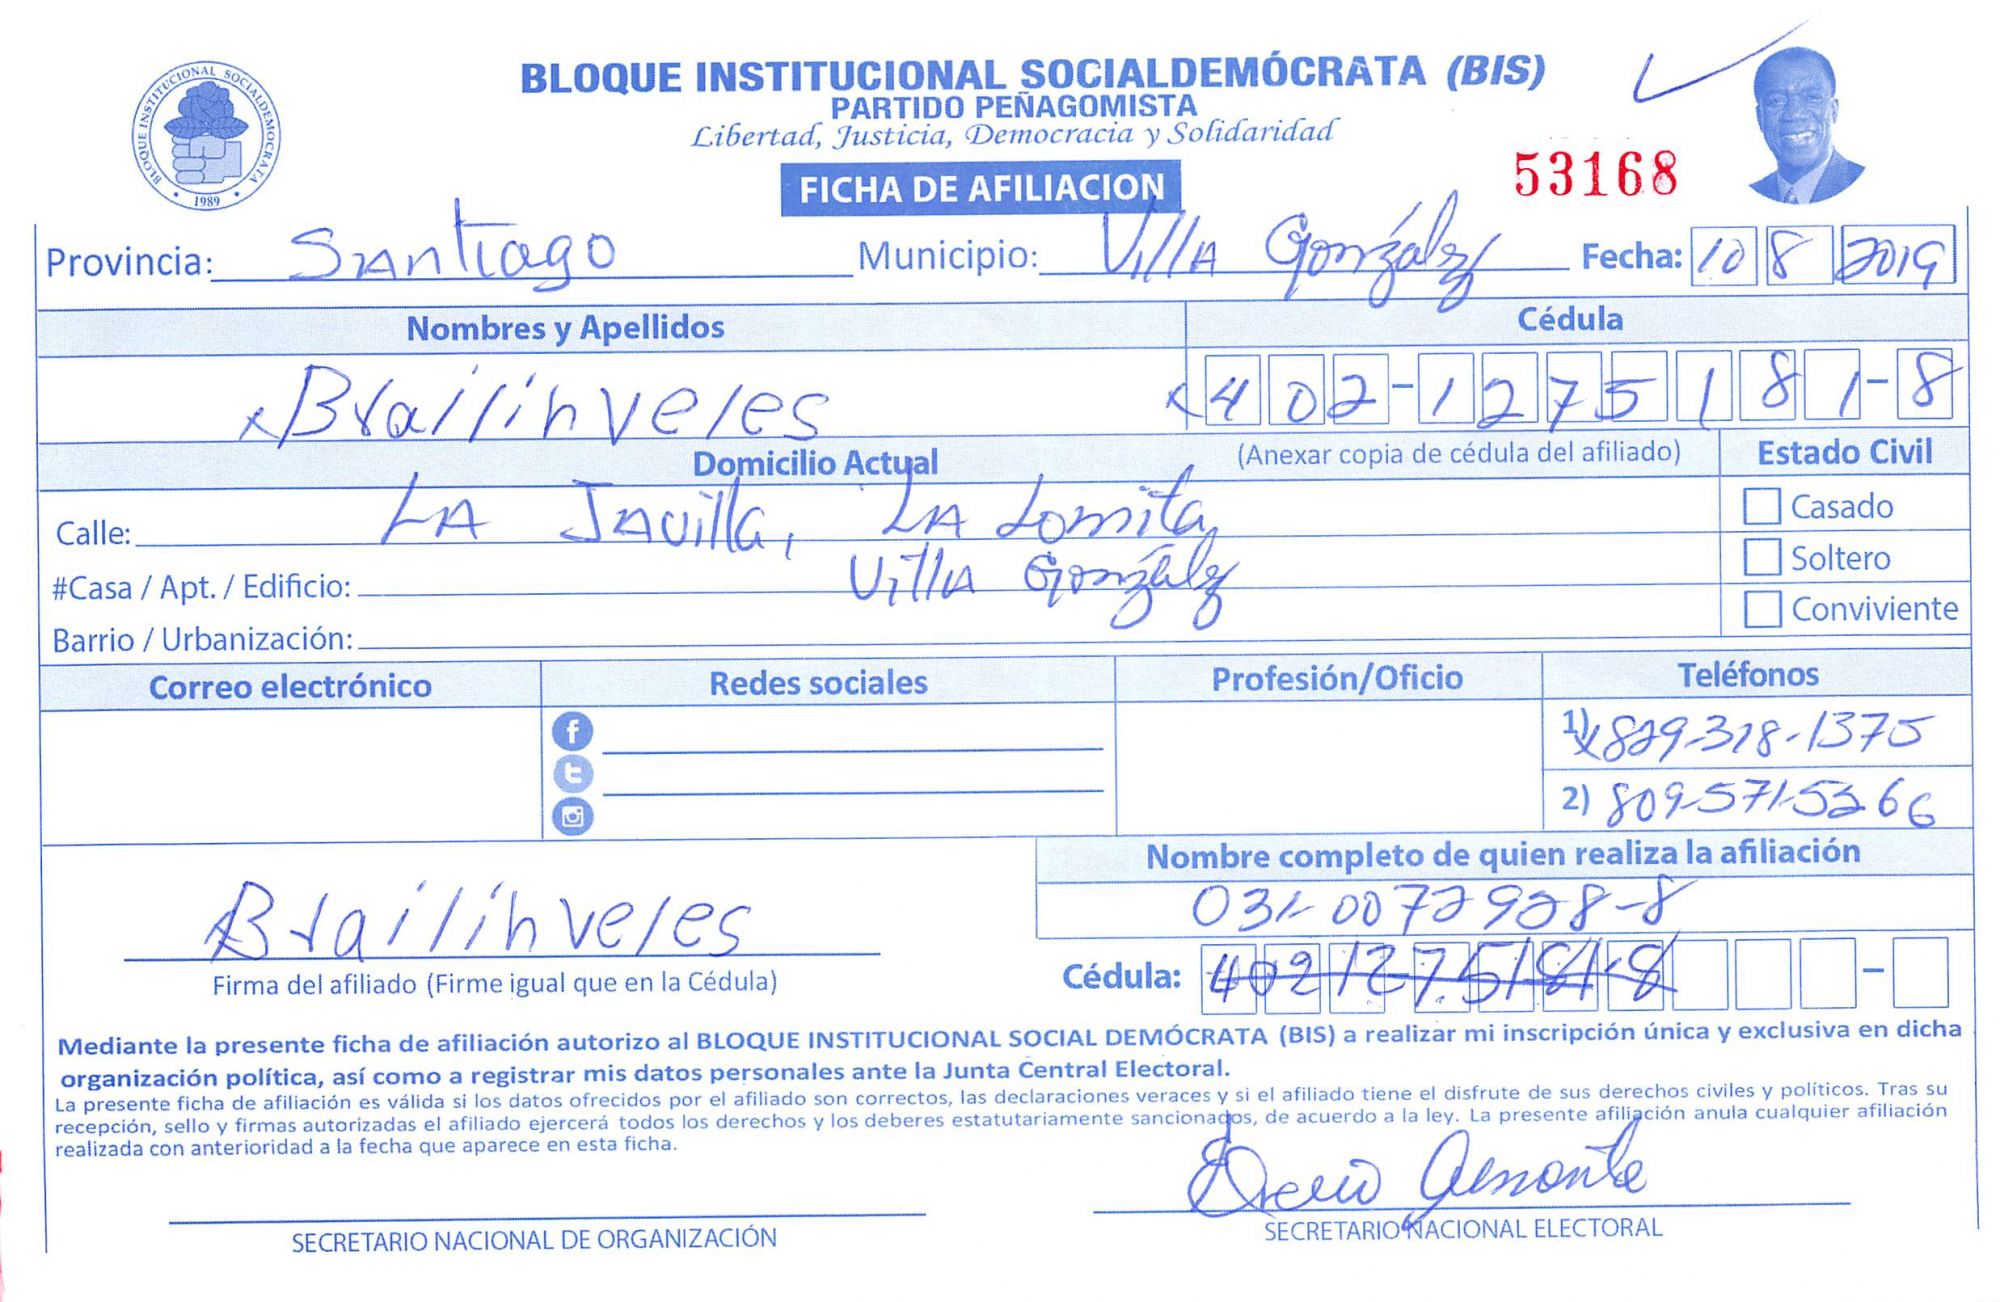 BLOQUE INSTITUCIONAL SOCIALDEMÓCRATA (BIS)
PARTIDO PEÑAGOMISTA
Libertad, Justicia, Democracia y Solidaridad
BLOQUE INSTITUCIONAL SOCIALDEMOCRATA
1989
53168
FICHA DE AFILIACION
Provincia: Santiago Municipio: Villa González Fecha: 10 8 2019
Nombres y Apellidos Cédula
x Brailin veles x 402-1275181-8
Domicilio Actual (Anexar copia de cédula del afiliado) Estado Civil
Calle: LA JAvilla, LA Lomita, Casado
Villa González
#Casa / Apt. / Edificio: Soltero
Barrio / Urbanización: Conviviente
Correo electrónico Redes sociales Profesión/Oficio Teléfonos
1) x 829-318-1375
2) 809-571-5266
Nombre completo de quien realiza la afiliación
031-0072928-8
Brailin veles
Firma del afiliado (Firme igual que en la Cédula)
Cédula: 4021275181-8 -
Mediante la presente ficha de afiliación autorizo al BLOQUE INSTITUCIONAL SOCIAL DEMÓCRATA (BIS) a realizar mi inscripción única y exclusiva en dicha
organización política, así como a registrar mis datos personales ante la Junta Central Electoral.
La presente ficha de afiliación es válida si los datos ofrecidos por el afiliado son correctos, las declaraciones veraces y si el afiliado tiene el disfrute de sus derechos civiles y políticos. Tras su
recepción, sello y firmas autorizadas el afiliado ejercerá todos los derechos y los deberes estatutariamente sancionados, de acuerdo a la ley. La presente afiliación anula cualquier afiliación
realizada con anterioridad a la fecha que aparece en esta ficha.
Almonte
SECRETARIO NACIONAL DE ORGANIZACIÓN SECRETARIO NACIONAL ELECTORAL